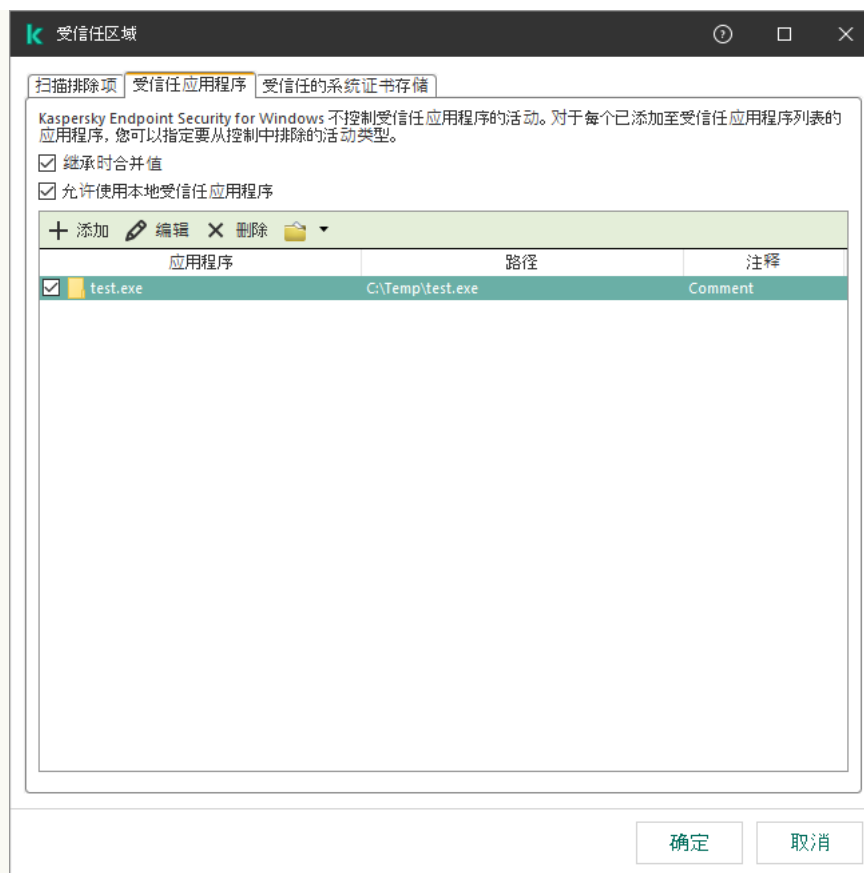 受信任区域
扫描排除项 受信任应用程序 受信任的系统证书存储
Kaspersky Endpoint Security for Windows 不控制受信任应用程序的活动。对于每个已添加至受信任应用程序列表的
应用程序, 您可以指定要从控制中排除的活动类型。
继承时合并值
允许使用本地受信任应用程序
添加 编辑 删除
应用程序 路径 注释
test.exe C:\Temp\test.exe Comment
确定 取消